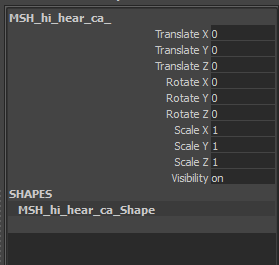 MSH_hi_hear_ca_
Translate X 0
Translate Y 0
Translate Z 0
Rotate X 0
Rotate Y 0
Rotate Z 0
Scale X 1
Scale Y 1
Scale Z 1
Visibility on
SHAPES
MSH_hi_hear_ca_Shape